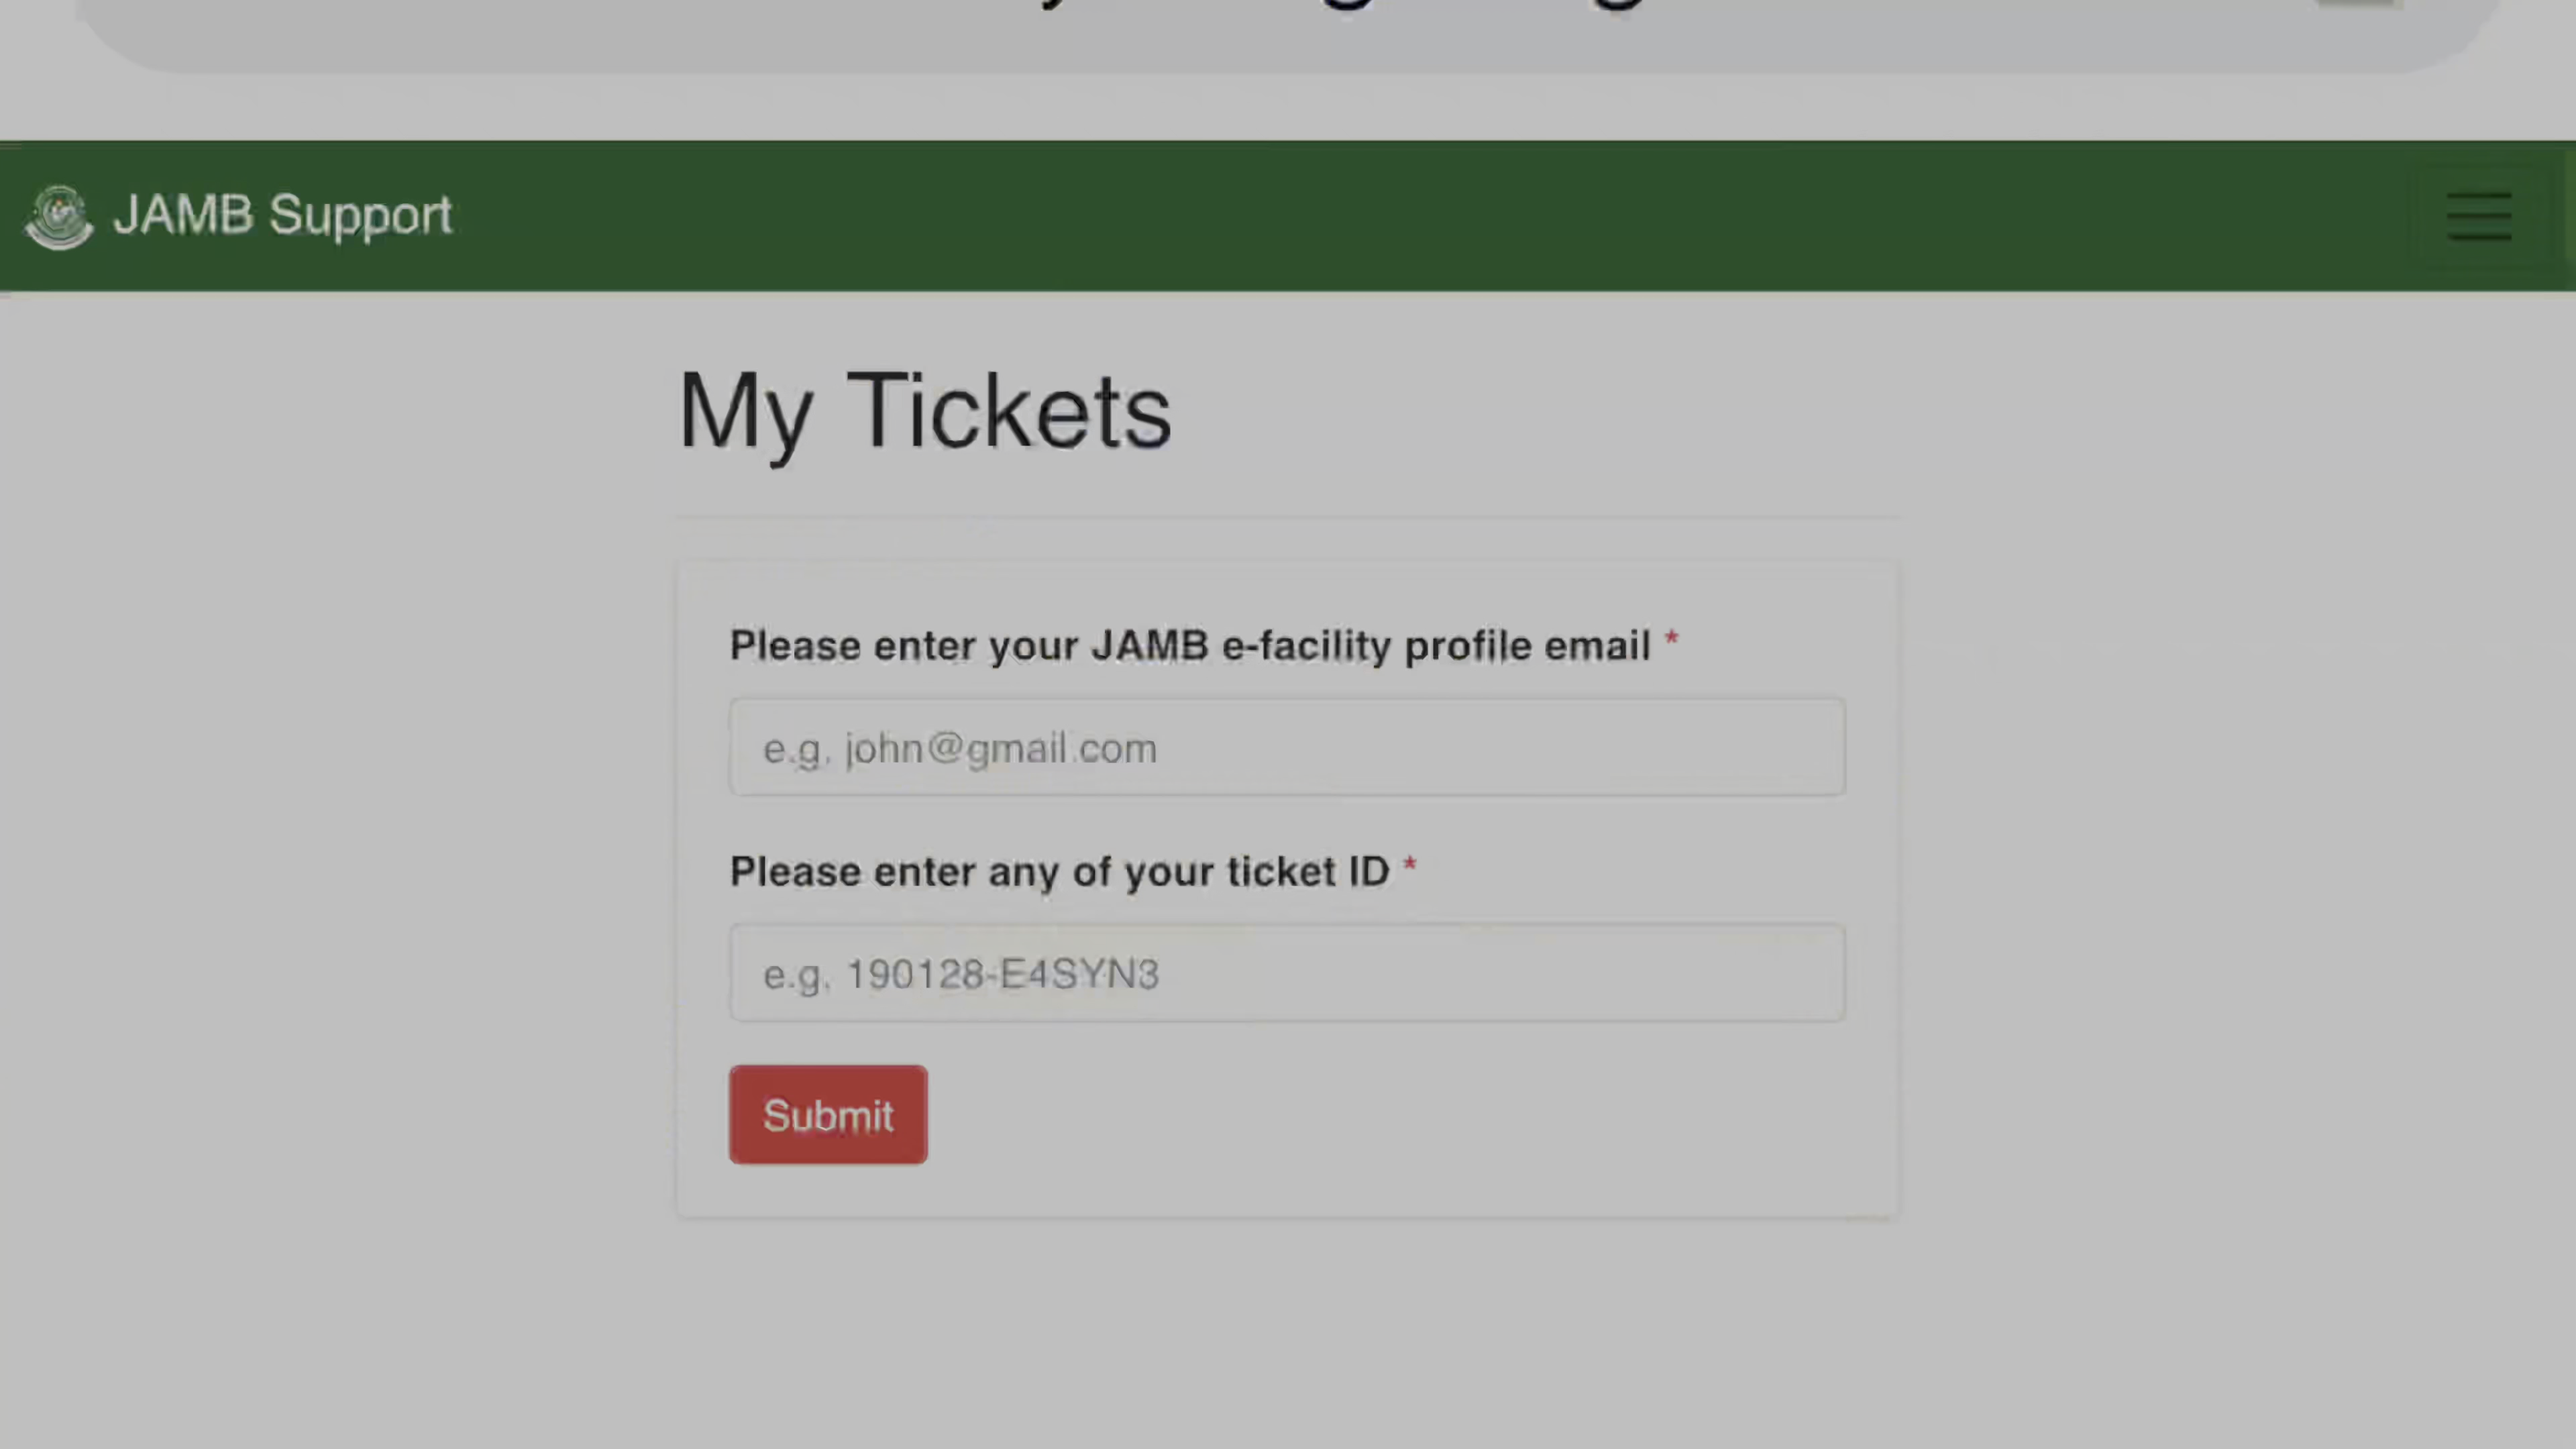 JAMB Support
My Tickets
Please enter your JAMB e-facility profile email *
e.g. john@gmail.com
Please enter any of your ticket ID *
e.g. 190128-E4SYN3
Submit